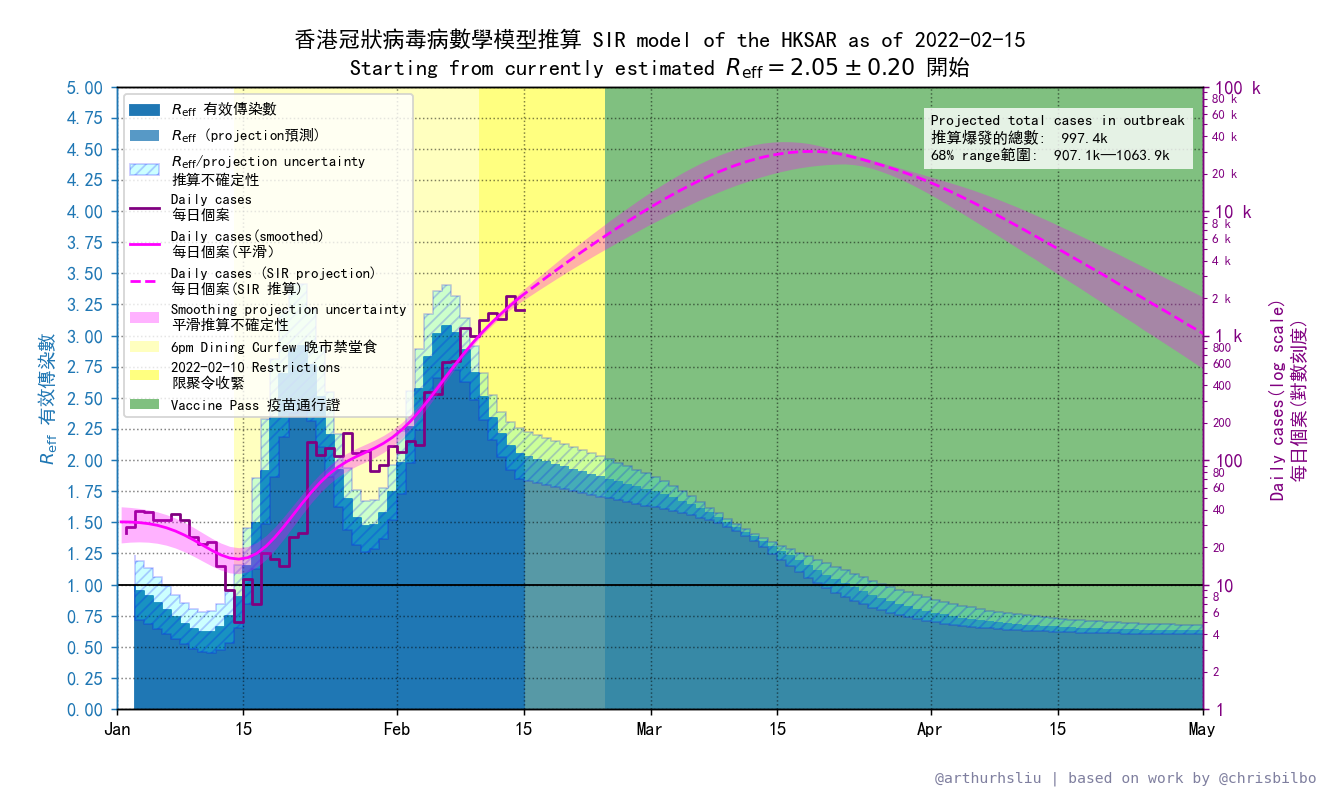 香港冠狀病毒病數學模型推算 SIR model of the HKSAR as of 2022-02-15
Starting from currently estimated Reff = 2.05 ± 0.20 開始
Reff 有效傳染數
Reff (projection預測)
Reff/projection uncertainty
推算不確定性
Daily cases
每日個案
Daily cases(smoothed)
每日個案(平滑)
Daily cases (SIR projection)
每日個案(SIR 推算)
Smoothing projection uncertainty
平滑推算不確定性
6pm Dining Curfew 晚市禁堂食
2022-02-10 Restrictions
限聚令收緊
Vaccine Pass 疫苗通行證
Projected total cases in outbreak
推算爆發的總數: 997.4k
68% range範圍: 907.1k──1063.9k
5.00
4.75
4.50
4.25
4.00
3.75
3.50
3.25
3.00
2.75
2.50
2.25
2.00
1.75
1.50
1.25
1.00
0.75
0.50
0.25
0.00
Reff 有效傳染數
100 k
80 k
60 k
40 k
20 k
10 k
8 k
6 k
4 k
2 k
1 k
800
600
400
200
100
80
60
40
20
10
8
6
4
2
1
Daily cases(log scale)
每日個案(對數刻度)
Jan 15 Feb 15 Mar 15 Apr 15 May
@arthurhsliu | based on work by @chrisbilbo